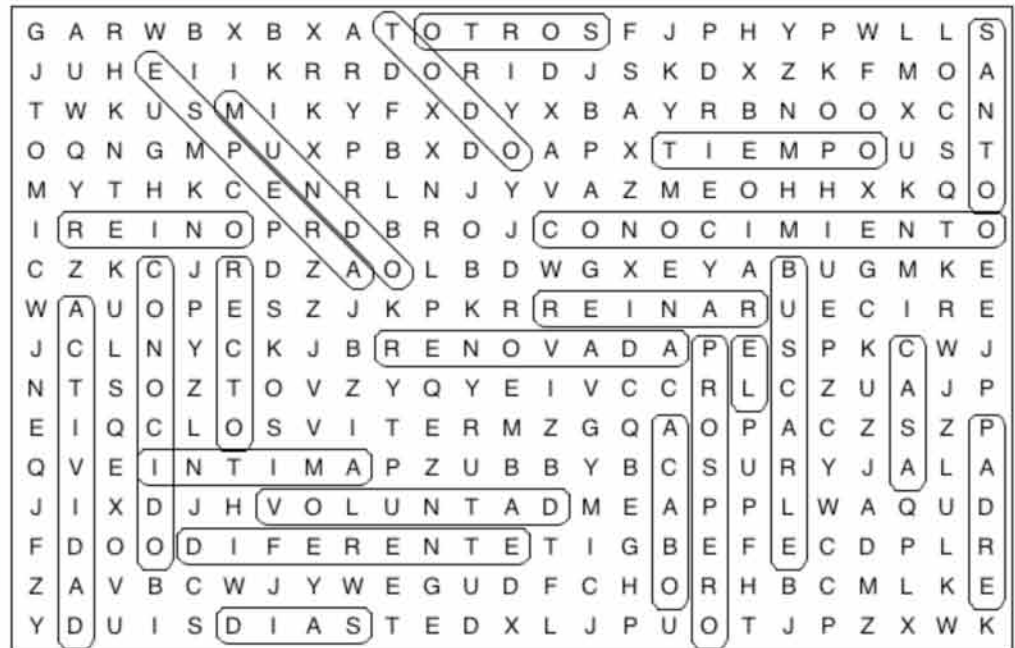 G A R W B X B X A T O T R O S F J P H Y P W L L S
J U H E I I K R R D O R I D J S K D X Z K F M O A
T W K U S M I K Y F X D Y X B A Y R B N O O X C N
O Q N G M P U X P B X D O A P X T I E M P O U S T
M Y T H K C E N R L N J Y V A Z M E O H H X K Q O
I R E I N O P R D B R O J C O N O C I M I E N T O
C Z K C J R D Z A O L B D W G X E Y A B U G M K E
W A U O P E S Z J K P K R R E I N A R U E C I R E
J C L N Y C K J B R E N O V A D A P E S P K C W J
N T S O Z T O V Z Y Q Y E I V C C R L C Z U A J P
E I Q C L O S V I T E R M Z G Q A O P A C Z S Z P
Q V E I N T I M A P Z U B B Y B C S U R Y J A L A
J I X D J H V O L U N T A D M E A P P L W A Q U D
F D O O D I F E R E N T E T I G B E F E C D P L R
Z A V B C W J Y W E G U D F C H O R H B C M L K E
Y D U I S D I A S T E D X L J P U O T J P Z X W K